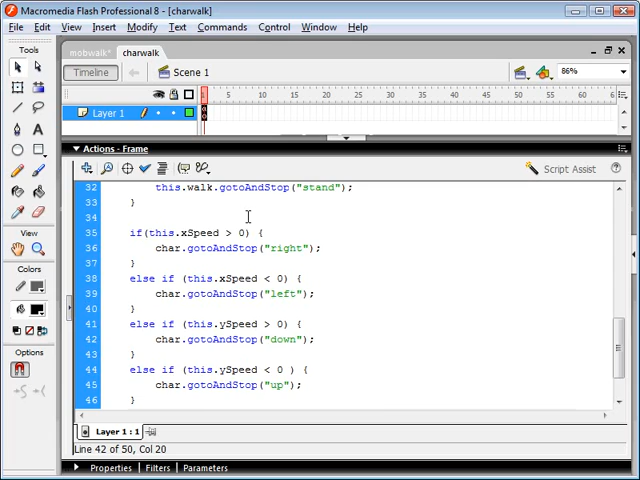 Macromedia Flash Professional 8 - [charwalk]
File Edit View Insert Modify Text Commands Control Window Help
Tools
mobwalk* charwalk
Timeline Scene 1 86%
1 5 10 15 20 25 30 35 40 45 50 55 60 65
Layer 1
Actions - Frame
Script Assist
View
Colors
Options
32 this.walk.gotoAndStop("stand");
33 }
34
35 if(this.xSpeed > 0) {
36 char.gotoAndStop("right");
37 }
38 else if (this.xSpeed < 0) {
39 char.gotoAndStop("left");
40 }
41 else if (this.ySpeed > 0) {
42 char.gotoAndStop("down");
43 }
44 else if (this.ySpeed < 0 ) {
45 char.gotoAndStop("up");
46 }
Layer 1 : 1
Line 42 of 50, Col 20
Properties Filters Parameters